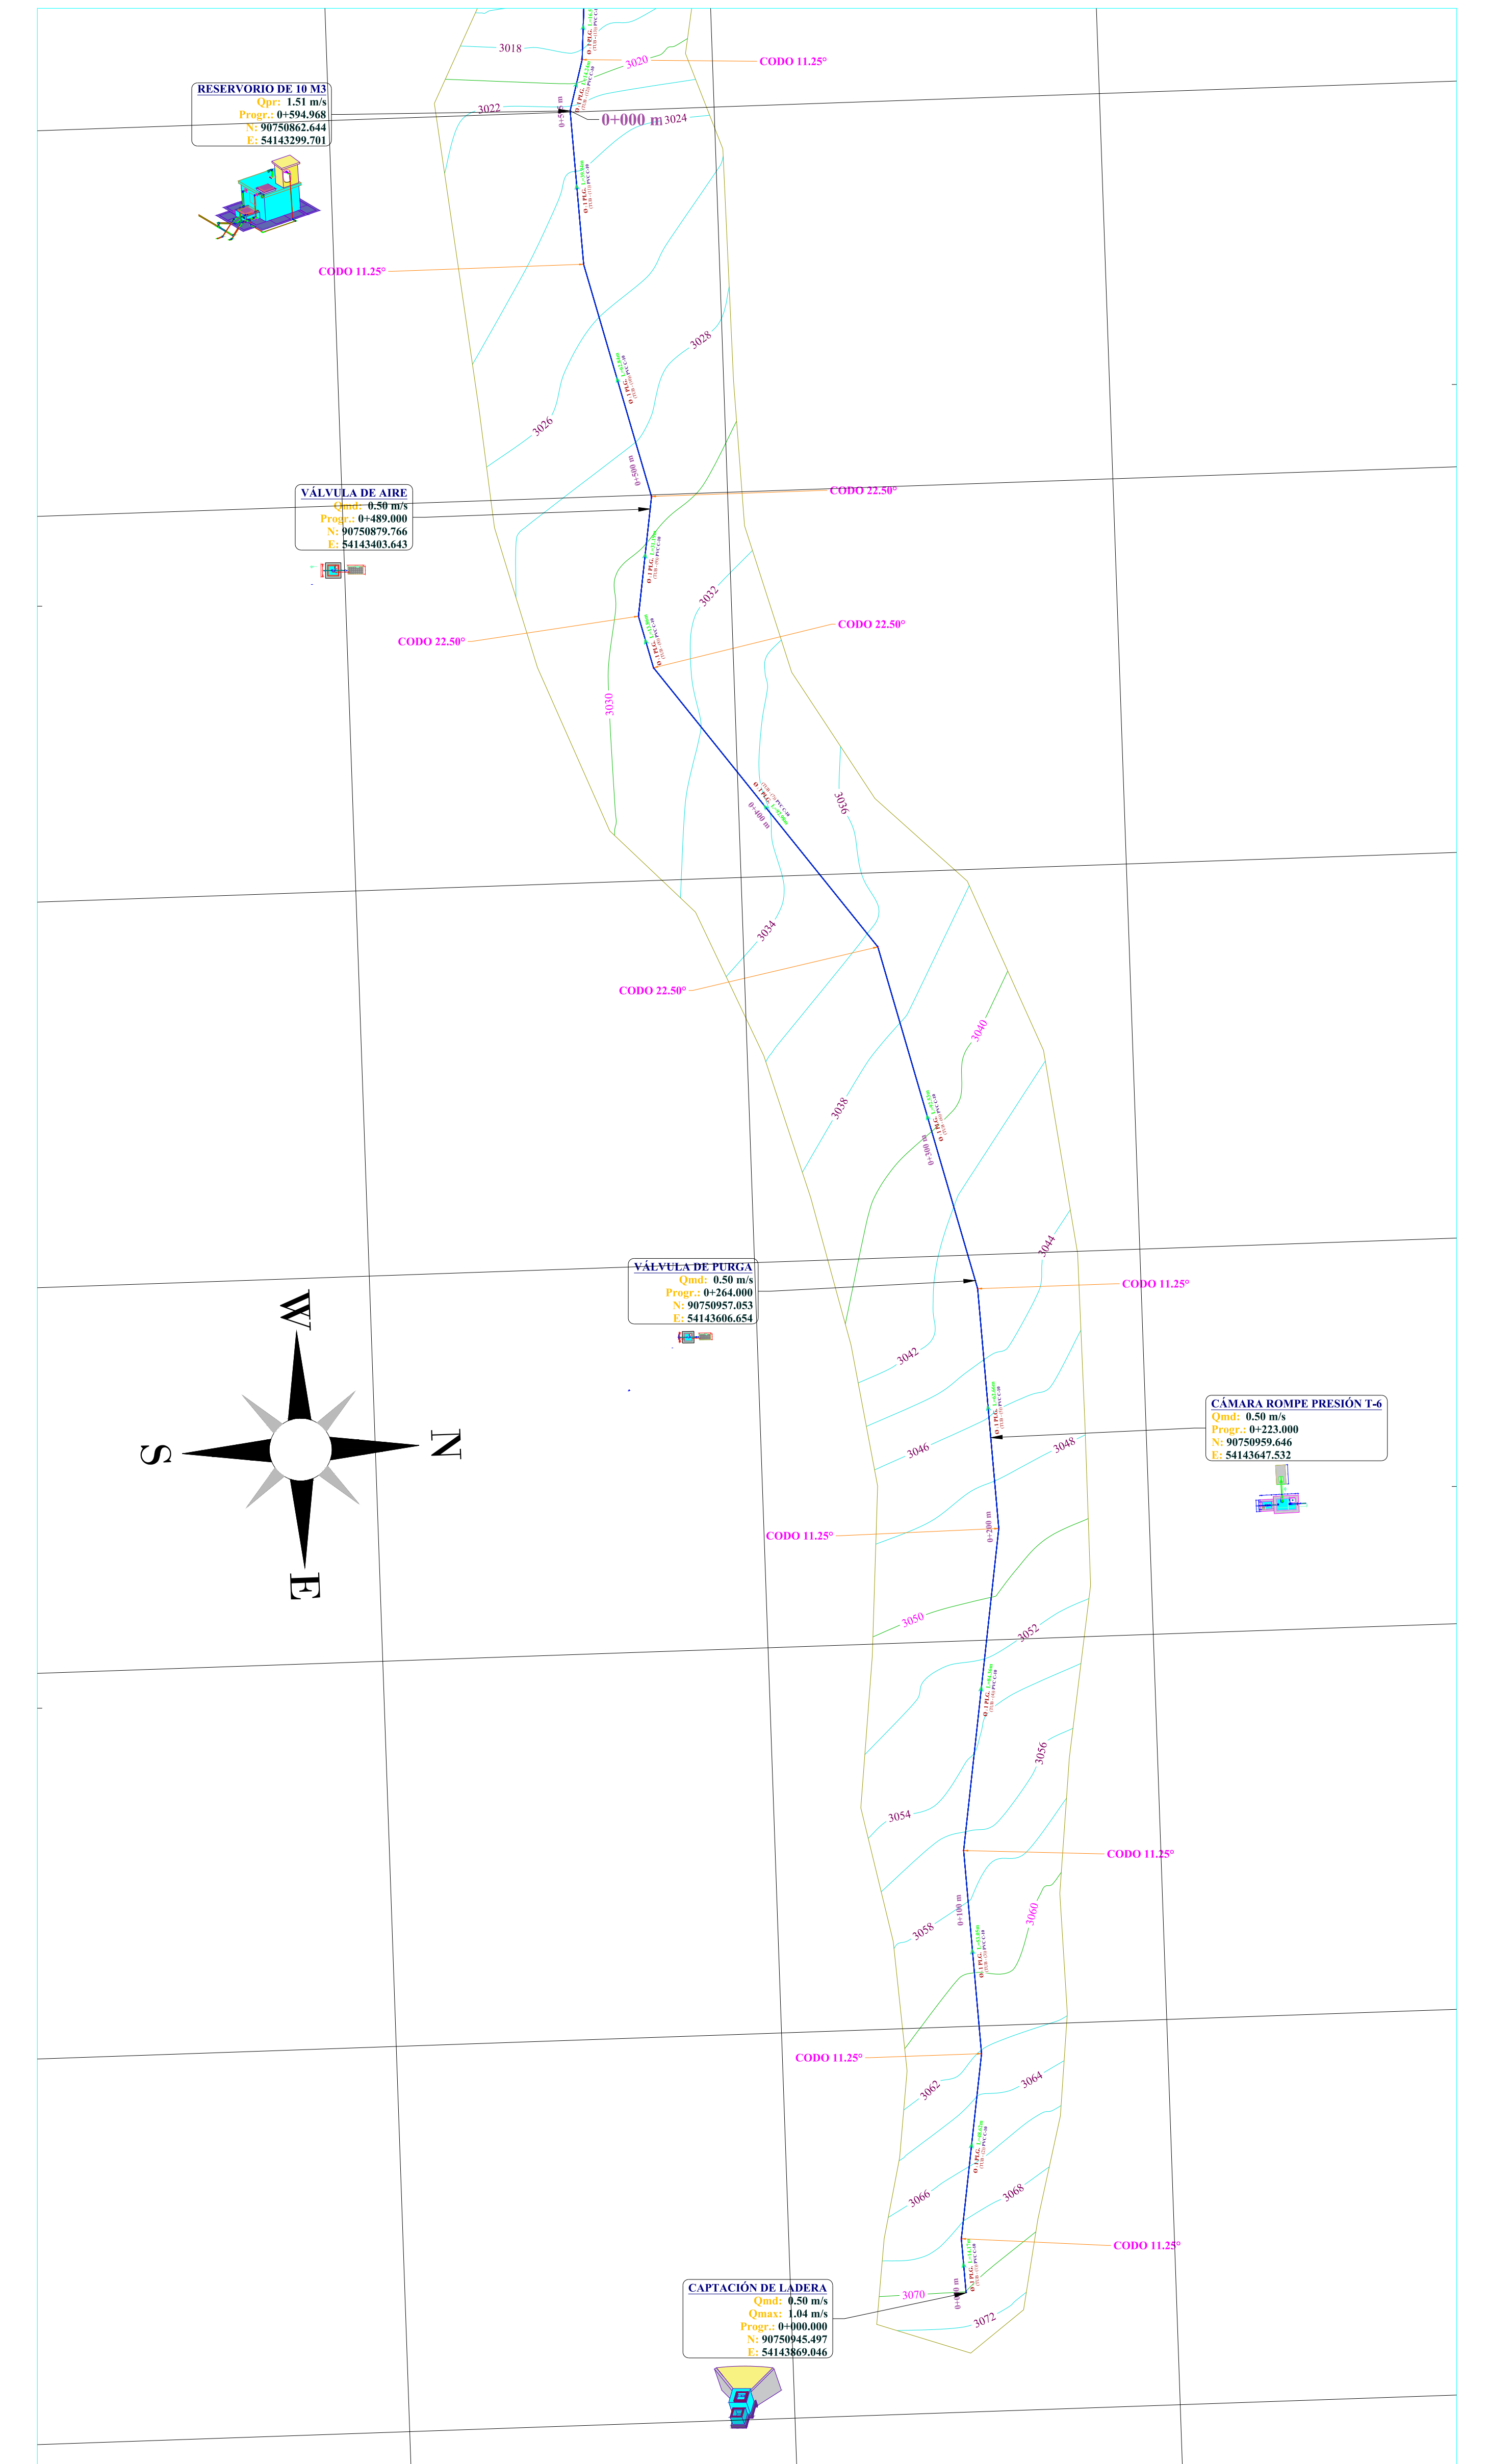 3018
3020
CODO 11.25°
RESERVORIO DE 10 M3
Qpr: 1.51 m/s
Progr.: 0+594.968
N: 90750862.644
E: 54143299.701
3022
0+000 m
3024
CODO 11.25°
3028
3026
0+500 m
CODO 22.50°
VÁLVULA DE AIRE
Qmd: 0.50 m/s
Progr.: 0+489.000
N: 90750879.766
E: 54143403.643
3032
CODO 22.50°
CODO 22.50°
3030
0+400 m
3036
3034
CODO 22.50°
3040
3038
0+300 m
3044
VÁLVULA DE PURGA
Qmd: 0.50 m/s
Progr.: 0+264.000
N: 90750957.053
E: 54143606.654
CODO 11.25°
3042
W
N
S
E
CÁMARA ROMPE PRESIÓN T-6
Qmd: 0.50 m/s
Progr.: 0+223.000
N: 90750959.646
E: 54143647.532
3046
3048
0+200 m
CODO 11.25°
3050
3052
3056
3054
CODO 11.25°
0+100 m
3060
3058
CODO 11.25°
3064
3062
3068
3066
CODO 11.25°
CAPTACIÓN DE LADERA
Qmd: 0.50 m/s
Qmax: 1.04 m/s
Progr.: 0+000.000
N: 90750945.497
E: 54143869.046
3070
0+000 m
3072